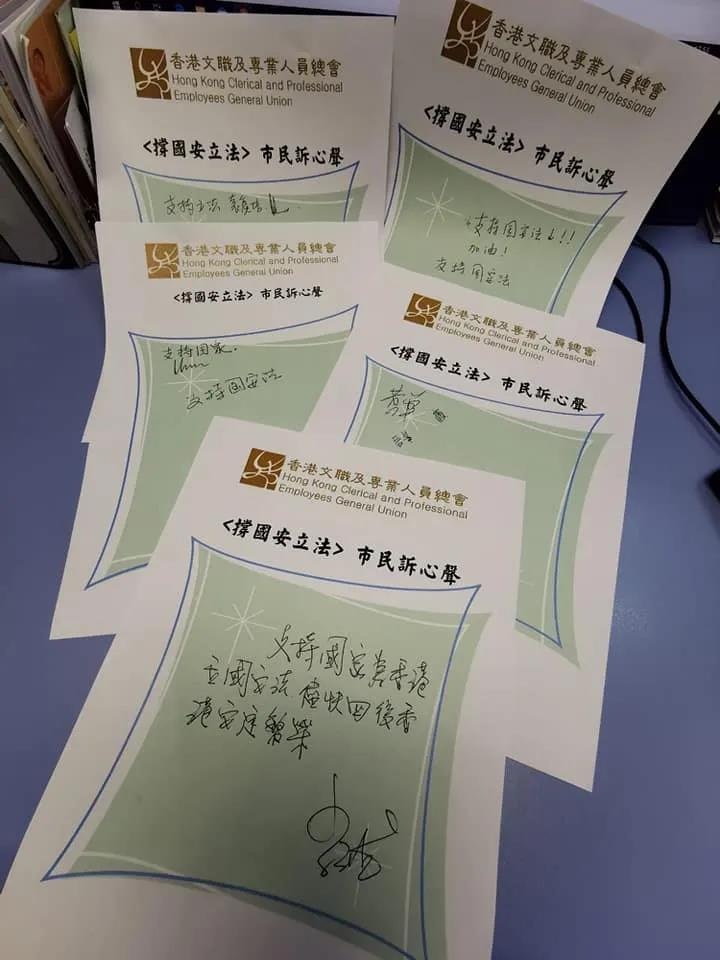 香港文職及專業人員總會
Hong Kong Clerical and Professional
Employees General Union
<撐國安立法> 市民訴心聲
支持立法
香港文職及專業人員總會
Hong Kong Clerical and Professional
Employees General Union
<撐國安立法> 市民訴心聲
支持国安法!!!
加油!
支持国安法
香港文職及專業人員總會
Hong Kong Clerical and Professional
Employees General Union
<撐國安立法> 市民訴心聲
支持国家.
支持國安法
香港文職及專業人員總會
Hong Kong Clerical and Professional
Employees General Union
<撐國安立法> 市民訴心聲
香港文職及專業人員總會
Hong Kong Clerical and Professional
Employees General Union
<撐國安立法> 市民訴心聲
支持國家為香港
立國安法 儘快回後香
港安定繁榮